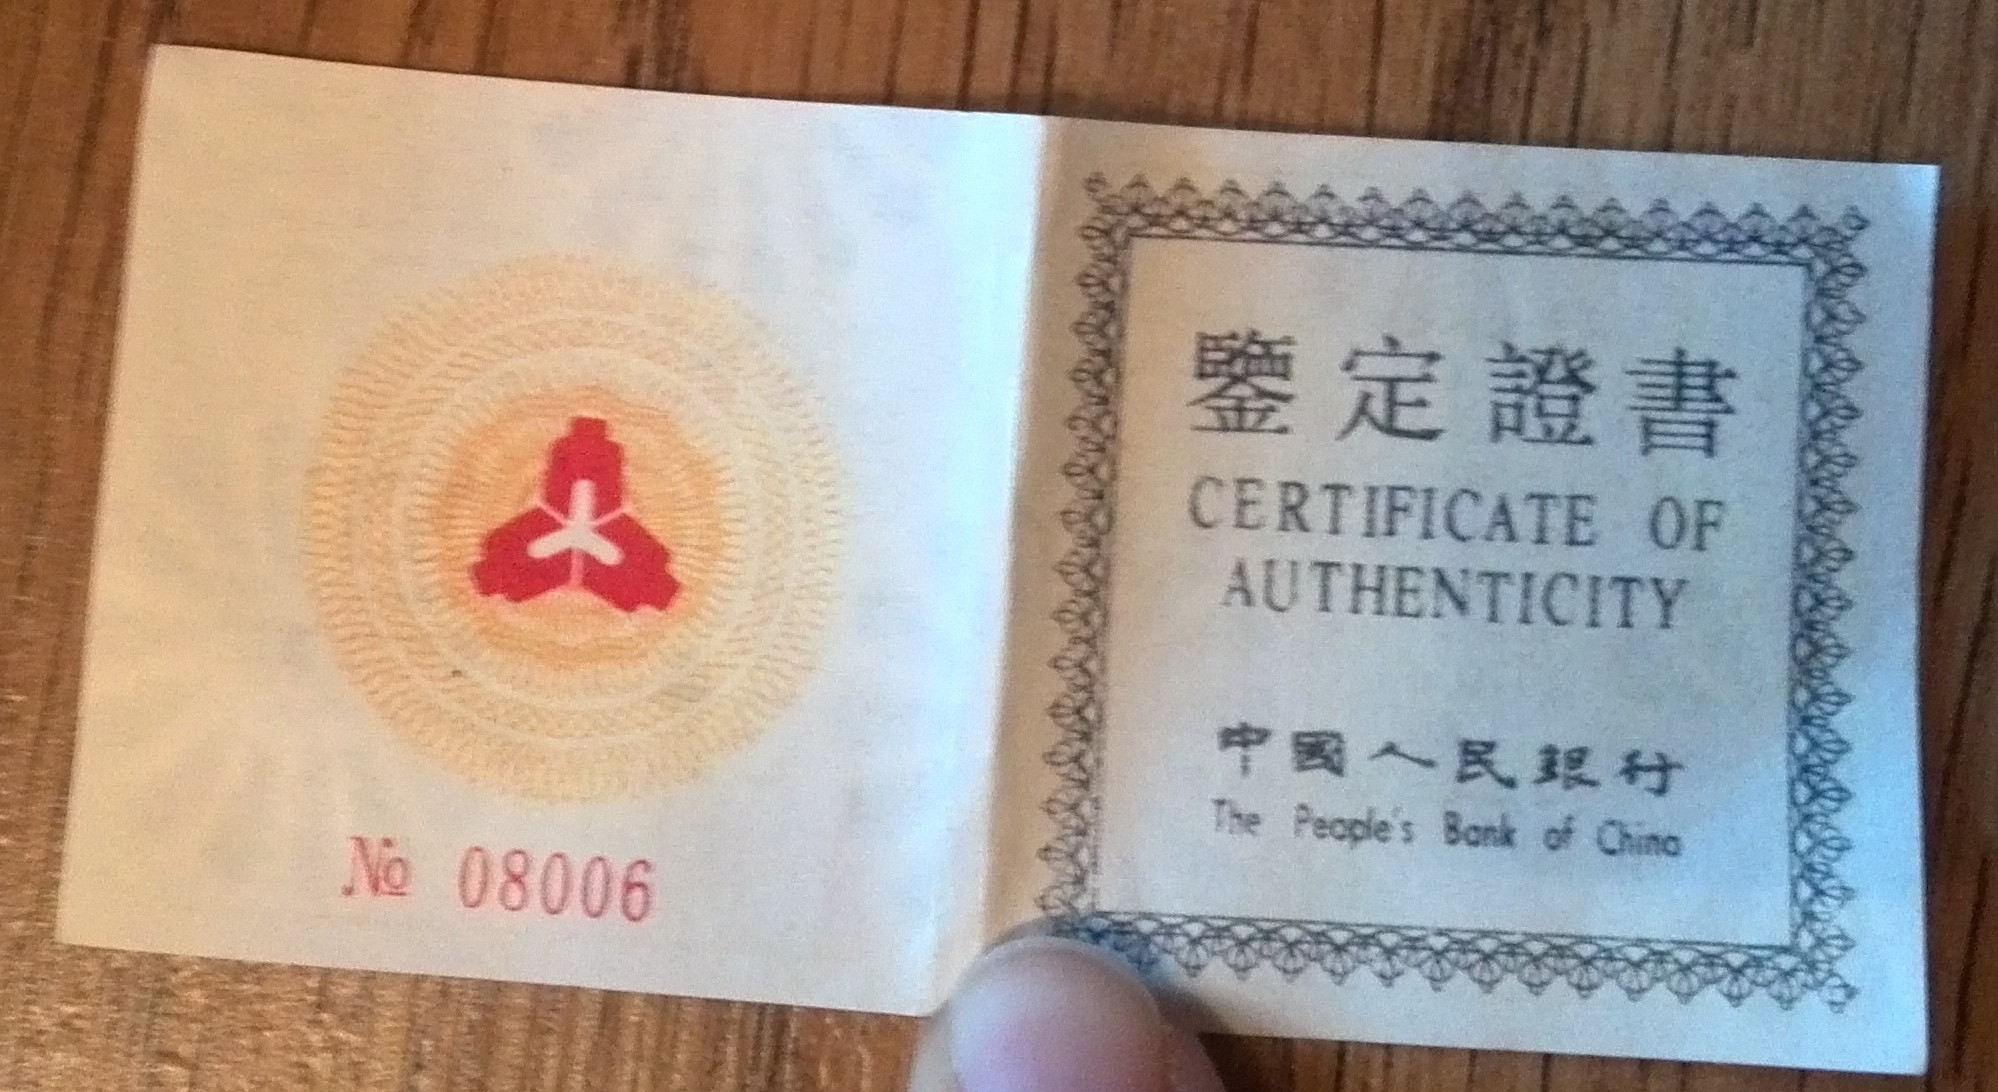 № 08006
鑒定證書
CERTIFICATE OF
AUTHENTICITY
中國人民銀行
The People's Bank of China